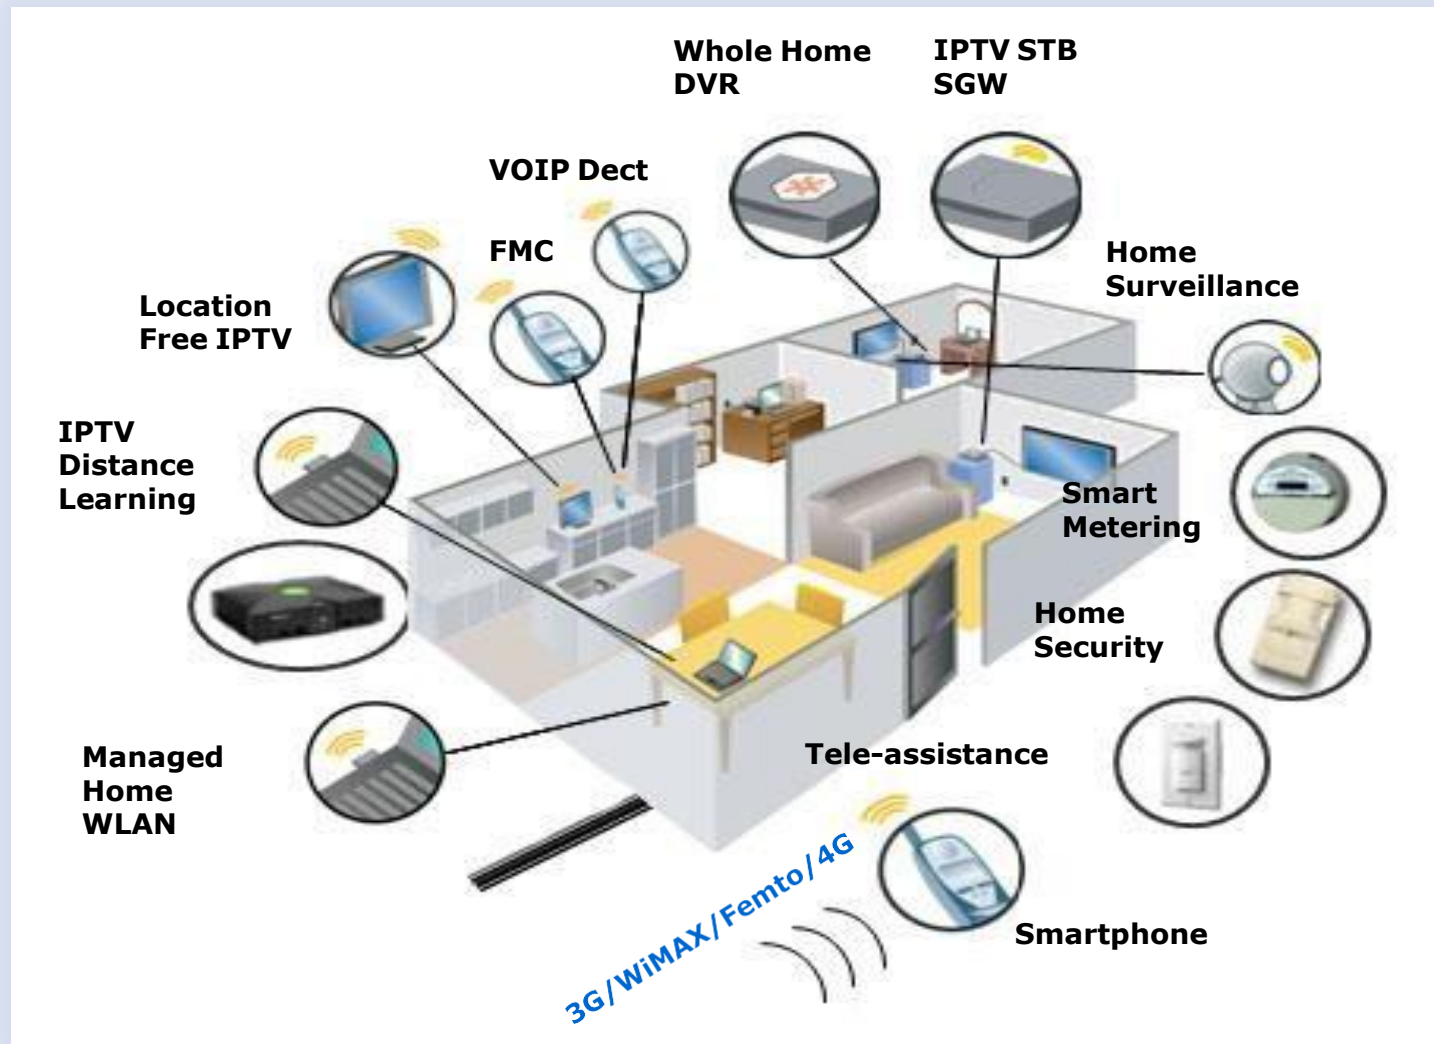 Whole Home
DVR
IPTV STB
SGW
VOIP Dect
FMC
Home
Surveillance
Location
Free IPTV
IPTV
Distance
Learning
Smart
Metering
Home
Security
Managed
Home
WLAN
Tele-assistance
3G/WiMAX/Femto/4G
Smartphone